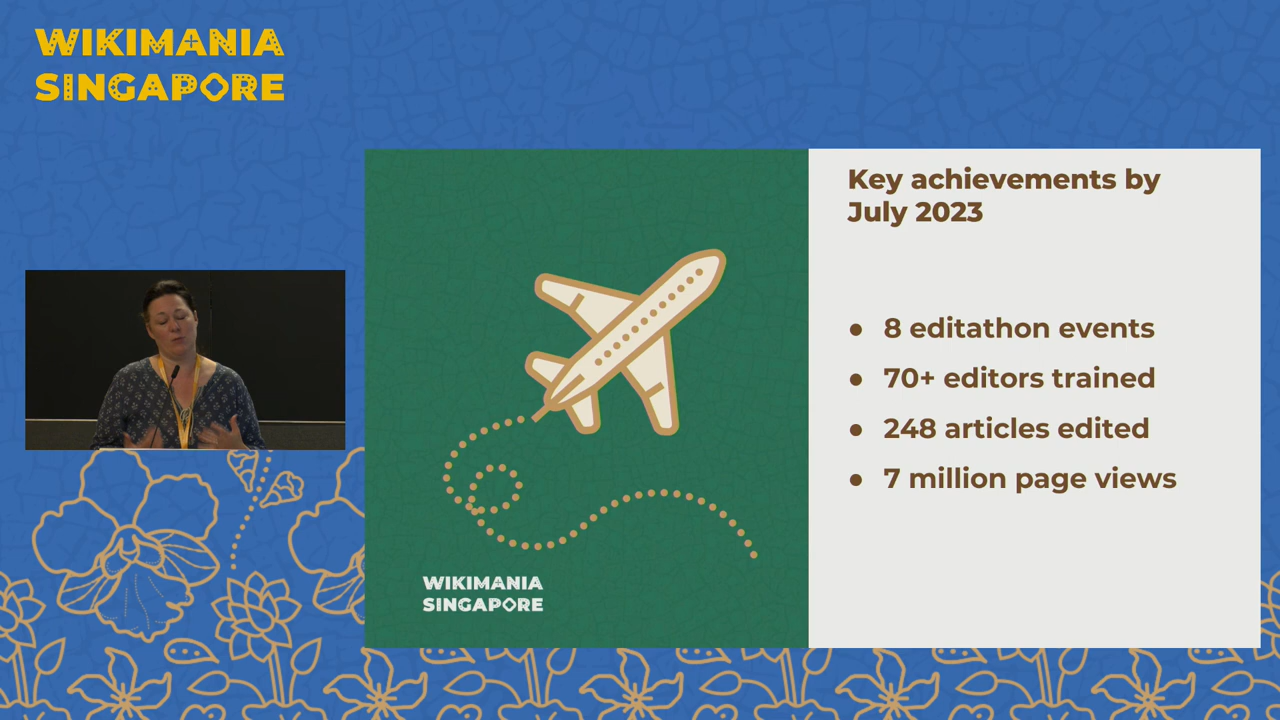 WIKIMANIA
SINGAPORE
Key achievements by
July 2023
● 8 editathon events
● 70+ editors trained
● 248 articles edited
● 7 million page views
WIKIMANIA
SINGAPORE